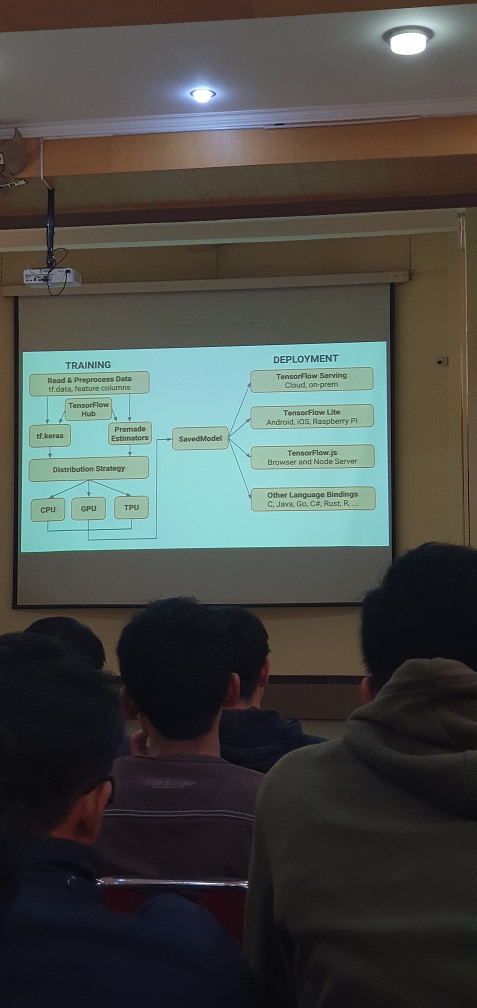 TRAINING
Read & Preprocess Data
tf.data, feature columns
TensorFlow
Hub
tf.keras
Premade
Estimators
Distribution Strategy
CPU
GPU
TPU
SavedModel
DEPLOYMENT
TensorFlow Serving
Cloud, on-prem
TensorFlow Lite
Android, iOS, Raspberry Pi
TensorFlow.js
Browser and Node Server
Other Language Bindings
C, Java, Go, C#, Rust, R, ...